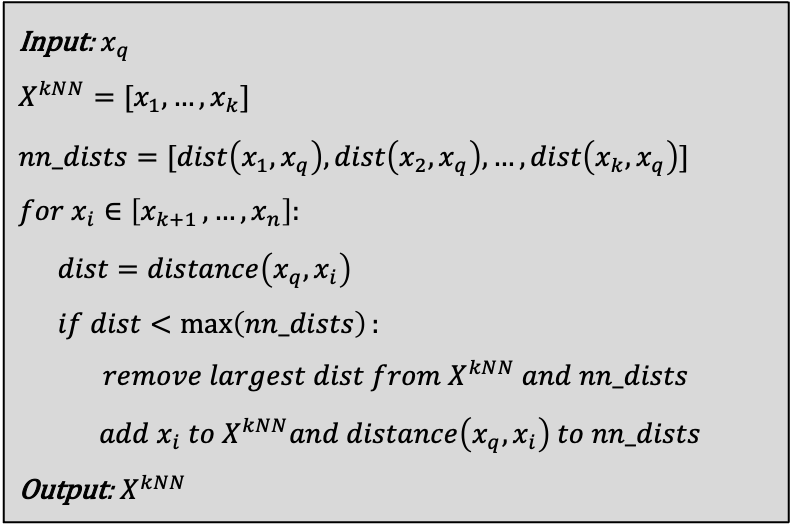 Input: x_q
X^{kNN} = [x_1, ..., x_k]
nn_dists = [dist(x_1, x_q), dist(x_2, x_q), ..., dist(x_k, x_q)]
for x_i ∈ [x_{k+1}, ..., x_n]:
dist = distance(x_q, x_i)
if dist < max(nn_dists):
remove largest dist from X^{kNN} and nn_dists
add x_i to X^{kNN} and distance(x_q, x_i) to nn_dists
Output: X^{kNN}